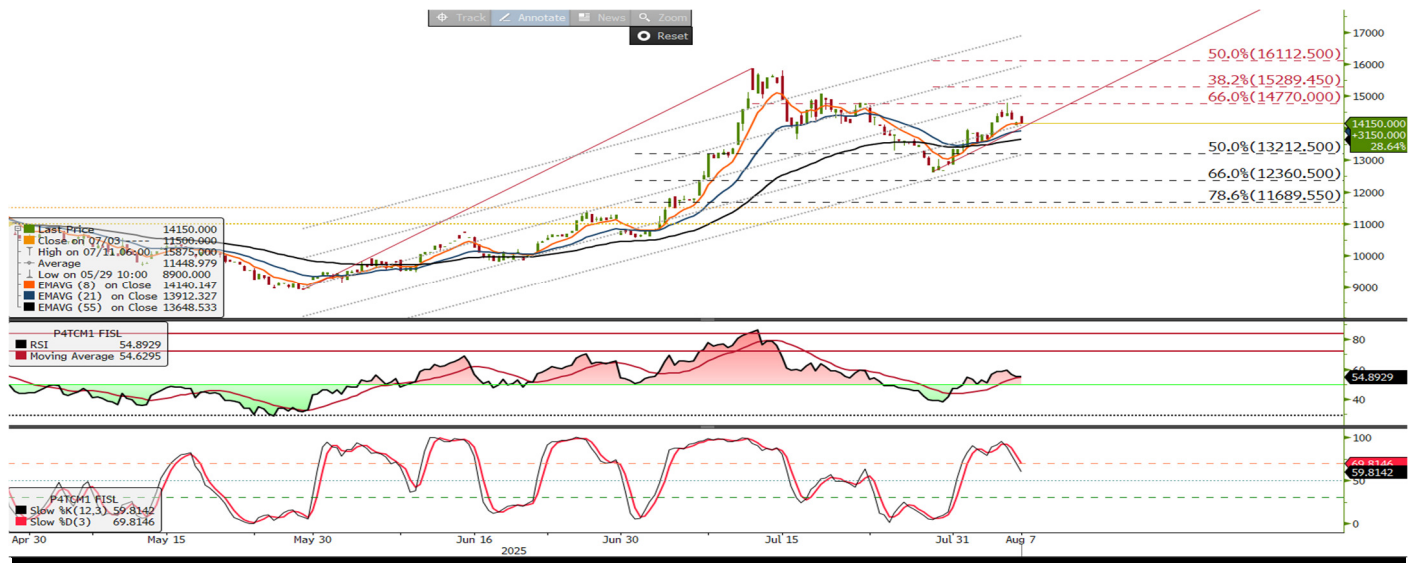 Track Annotate News Zoom
Reset
50.0%(16112.500)
38.2%(15289.450)
66.0%(14770.000)
50.0%(13212.500)
66.0%(12360.500)
78.6%(11689.550)
17000
16000
15000
14150.000
+3150.000
28.64%
13000
12000
11000
10000
9000
Last Price 14150.000
Close on 07/03 ---- 11500.000
High on 07/11 06:00 15875.000
Average 11448.979
Low on 05/29 10:00 8900.000
EMAVG (8) on Close 14140.147
EMAVG (21) on Close 13912.327
EMAVG (55) on Close 13648.533
P4TCM1 FISL
RSI 54.8929
Moving Average 54.6295
80
60
54.8929
40
P4TCM1 FISL
Slow %K(12,3) 59.8142
Slow %D(3) 69.8146
100
69.8146
59.8142
50
0
Apr 30 May 15 May 30 Jun 16 Jun 30 Jul 15 Jul 31 Aug 7
2025